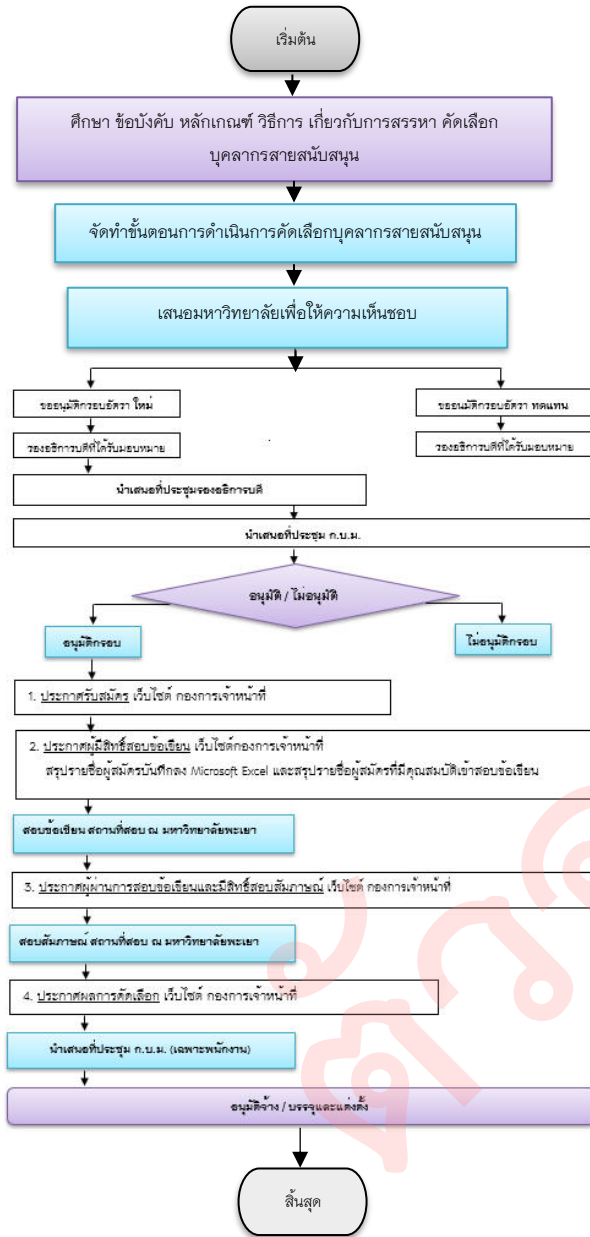 เริ่มต้น
ศึกษา ข้อบังคับ หลักเกณฑ์ วิธีการ เกี่ยวกับการสรรหา คัดเลือก
บุคลากรสายสนับสนุน
จัดทำขั้นตอนการดำเนินการคัดเลือกบุคลากรสายสนับสนุน
เสนอมหาวิทยาลัยเพื่อให้ความเห็นชอบ
ขออนุมัติกรอบอัตรา ใหม่
ขออนมัติกรอบอัตรา ทดแทน
รองอธิการบดีที่ได้รับมอบหมาย
รองอธิการบดีที่ได้รับมอบหมาย
นำเสนอที่ประชุมรองอธิการบดี
นำเสนอที่ประชุม ก.บ.ม.
อนุมัติ / ไม่อนุมัติ
อนุมัติกรอบ
ไม่อนุมัติกรอบ
1. ประกาศรับสมัคร เว็บไซต์ กองการเจ้าหน้าที่
2. ประกาศผู้มีสิทธิ์สอบข้อเขียน เว็บไซต์กองการเจ้าหน้าที่
สรุปรายชื่อผู้สมัครบันทึกลง Microsoft Excel และสรุปรายชื่อผู้สมัครที่มีคุณสมบัติเข้าสอบข้อเขียน
สอบข้อเขียน สถานที่สอบ ณ มหาวิทยาลัยพะเยา
3. ประกาศผู้ผ่านการสอบข้อเขียนและมีสิทธิ์สอบสัมภาษณ์ เว็บไซต์ กองการเจ้าหน้าที่
สอบสัมภาษณ์ สถานที่สอบ ณ มหาวิทยาลัยพะเยา
4. ประกาศผลการคัดเลือก เว็บไซต์ กองการเจ้าหน้าที่
นำเสนอที่ประชุม ก.บ.ม. (เฉพาะพนักงาน)
อนุมัติจ้าง / บรรจุและแต่งตั้ง
สิ้นสุด